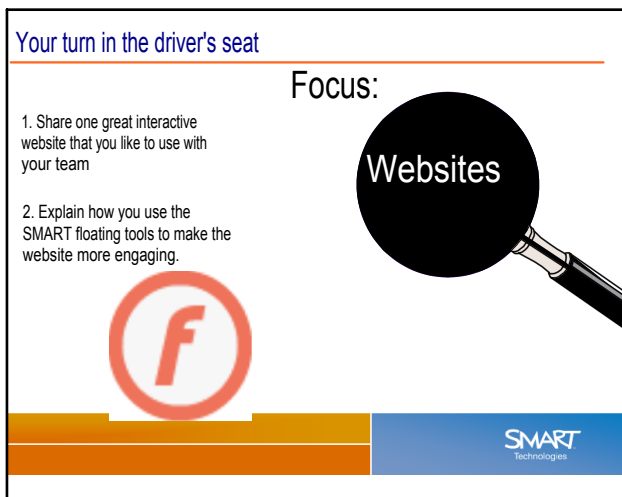 Your turn in the driver's seat
Focus:
1. Share one great interactive
website that you like to use with
your team
2. Explain how you use the
SMART floating tools to make the
website more engaging.
Websites
f
SMART
Technologies